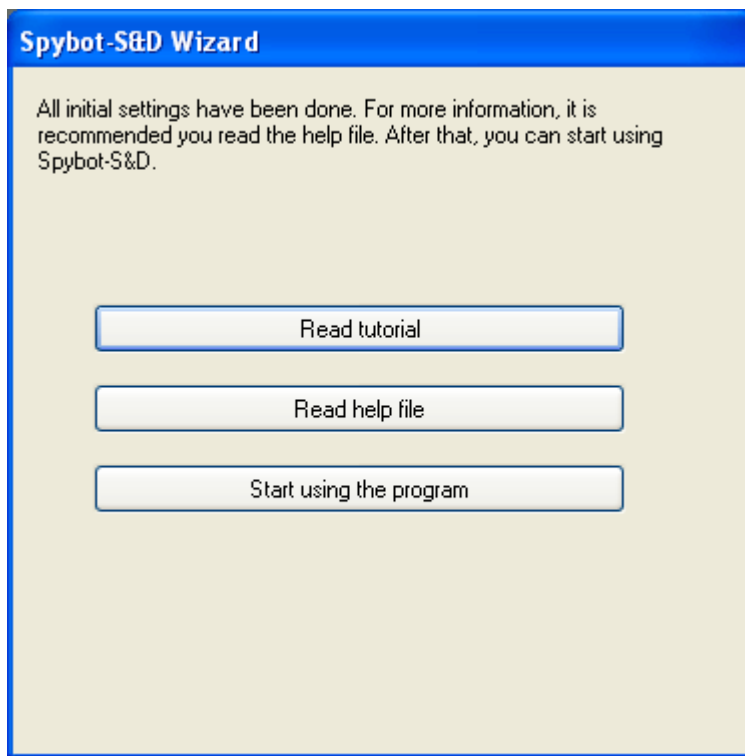 Spybot-S&D Wizard
All initial settings have been done. For more information, it is
recommended you read the help file. After that, you can start using
Spybot-S&D.
Read tutorial
Read help file
Start using the program